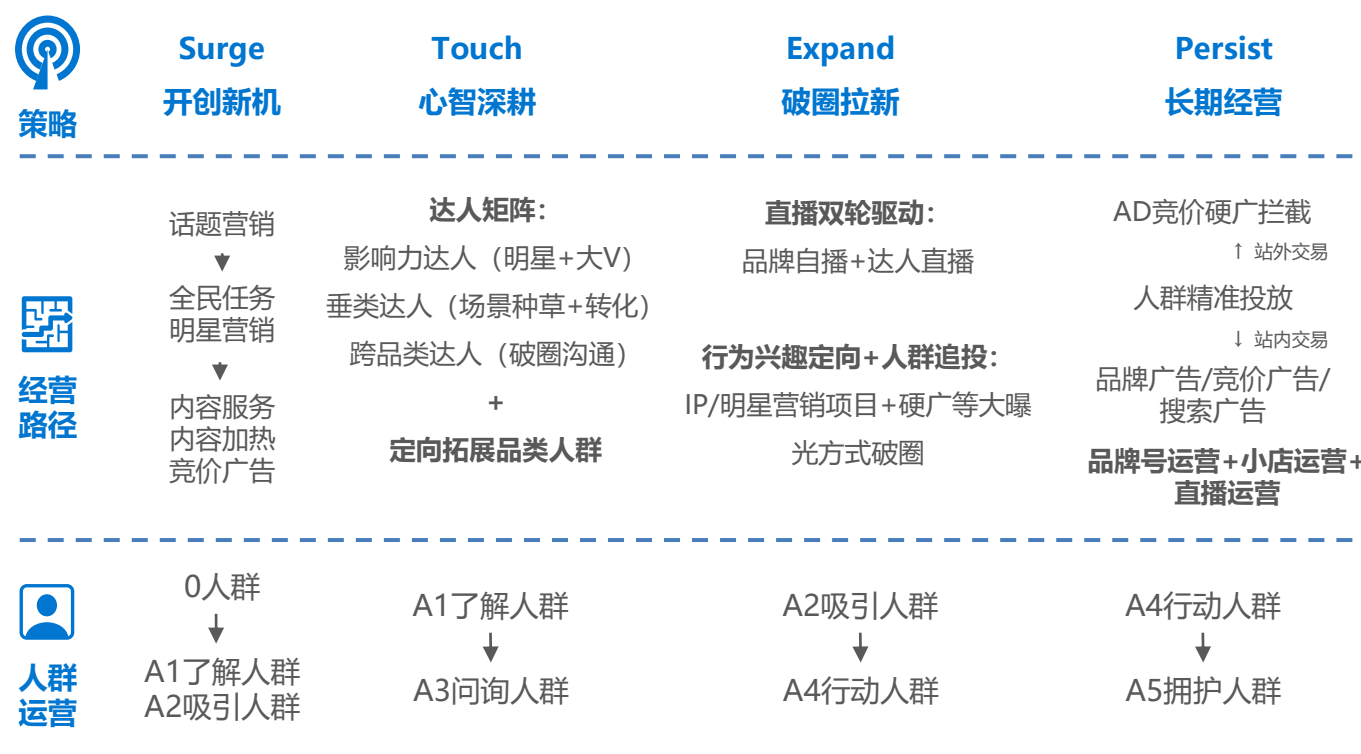 策略
Surge
开创新机
Touch
心智深耕
Expand
破圈拉新
Persist
长期经营
经营
路径
话题营销
全民任务
明星营销
内容服务
内容加热
竞价广告
达人矩阵：
影响力达人（明星+大V）
垂类达人（场景种草+转化）
跨品类达人（破圈沟通）
+
定向拓展品类人群
直播双轮驱动：
品牌自播+达人直播
行为兴趣定向+人群追投：
IP/明星营销项目+硬广等大曝
光方式破圈
AD竞价硬广拦截
↑ 站外交易
人群精准投放
↓ 站内交易
品牌广告/竞价广告/
搜索广告
品牌号运营+小店运营+
直播运营
人群
运营
0人群
A1了解人群
A2吸引人群
A1了解人群
A3问询人群
A2吸引人群
A4行动人群
A4行动人群
A5拥护人群